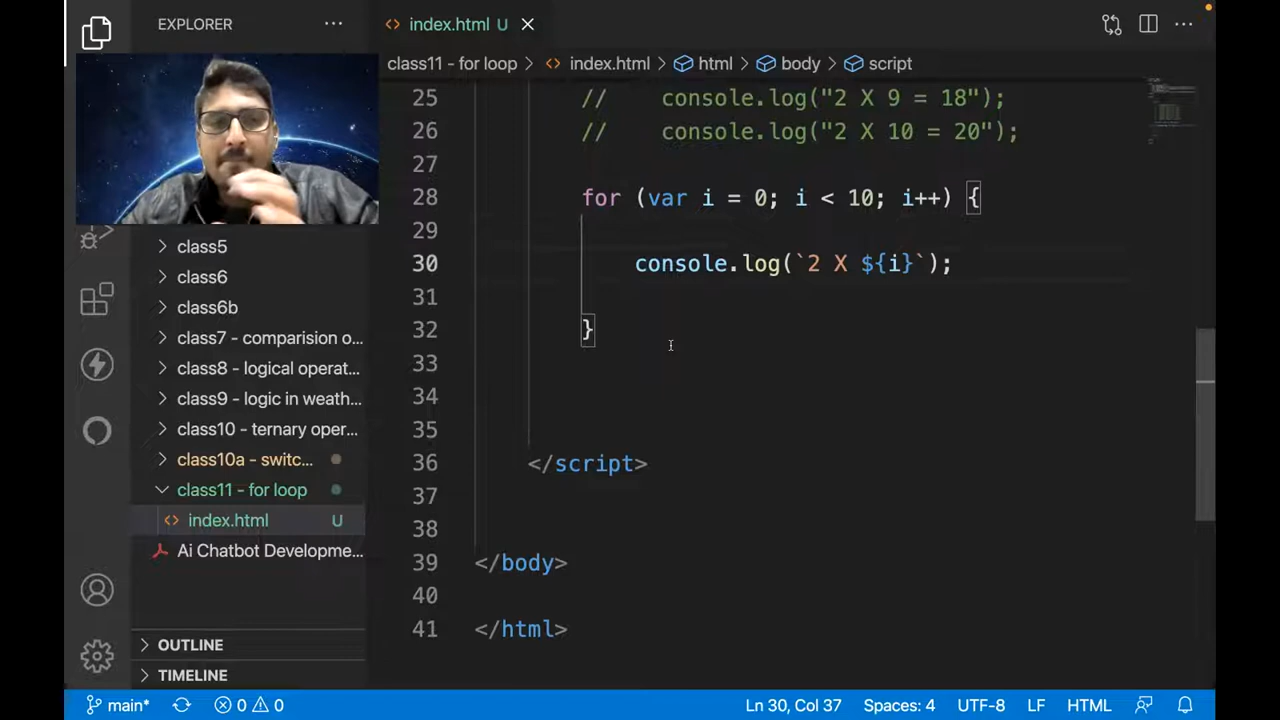 EXPLORER
index.html U
class11 - for loop > index.html > html > body > script
25 //    console.log("2 X 9 = 18");
26 //    console.log("2 X 10 = 20");
27
28 for (var i = 0; i < 10; i++) {
29
30 console.log(`2 X ${i}`);
31
32 }
33
34
35
36 </script>
37
38
39 </body>
40
41 </html>
class5
class6
class6b
class7 - comparision o...
class8 - logical operat...
class9 - logic in weath...
class10 - ternary oper...
class10a - switc...
class11 - for loop
index.html U
Ai Chatbot Developme...
OUTLINE
TIMELINE
main* 0 0 Ln 30, Col 37 Spaces: 4 UTF-8 LF HTML